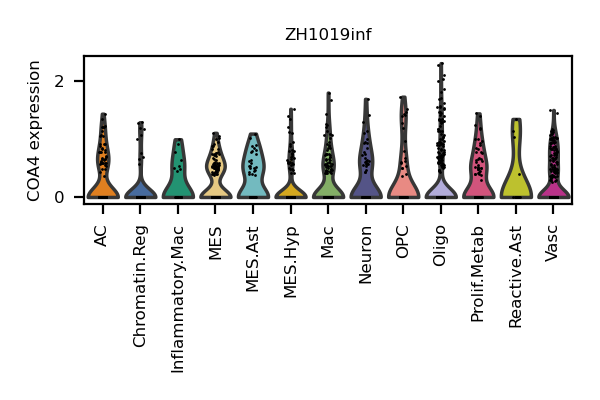 ZH1019inf
COA4 expression
2
0
AC
Chromatin.Reg
Inflammatory.Mac
MES
MES.Ast
MES.Hyp
Mac
Neuron
OPC
Oligo
Prolif.Metab
Reactive.Ast
Vasc